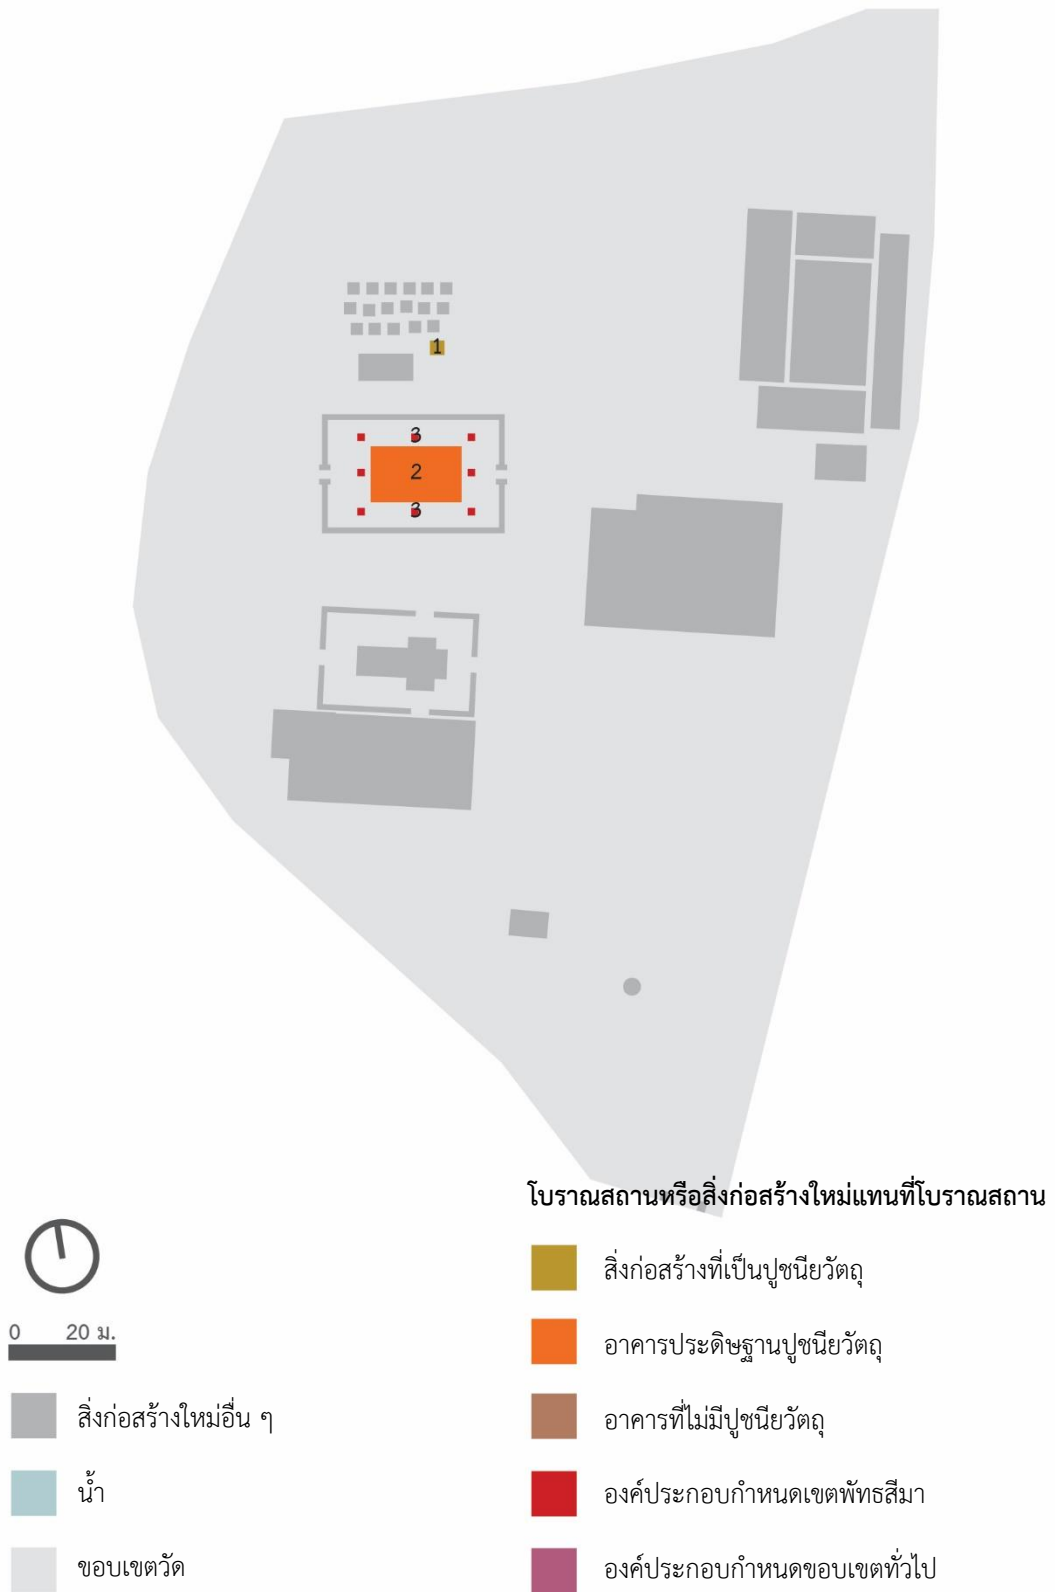 1
3
2
3
โบราณสถานหรือสิ่งก่อสร้างใหม่แทนที่โบราณสถาน
สิ่งก่อสร้างที่เป็นปูชนียวัตถุ
0 20 ม.
อาคารประดิษฐานปูชนียวัตถุ
สิ่งก่อสร้างใหม่อื่น ๆ
อาคารที่ไม่มีปูชนียวัตถุ
น้ำ
องค์ประกอบกำหนดเขตพัทธสีมา
ขอบเขตวัด
องค์ประกอบกำหนดขอบเขตทั่วไป